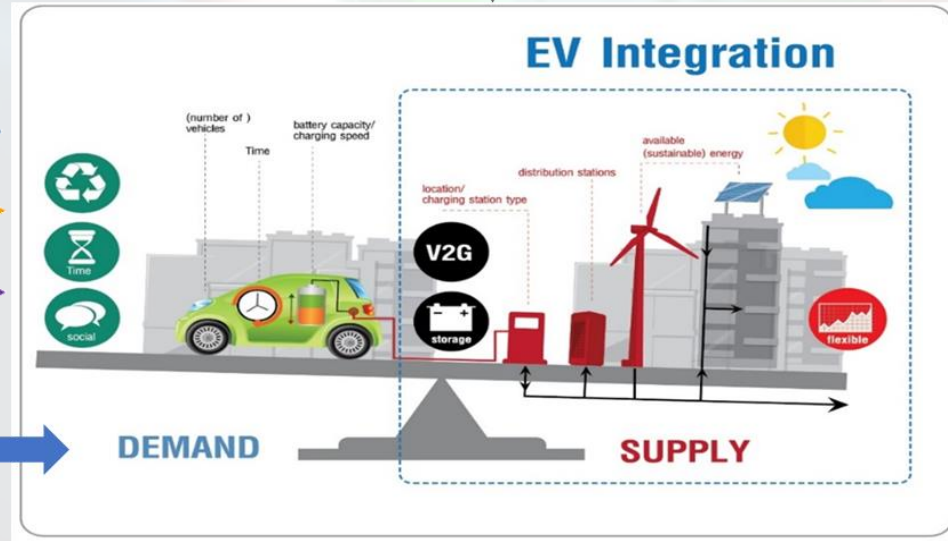 EV Integration
(number of )
vehicles
Time
battery capacity/
charging speed
available
(sustainable) energy
distribution stations
location/
charging station type
V2G
storage
Time
social
flexible
DEMAND
SUPPLY